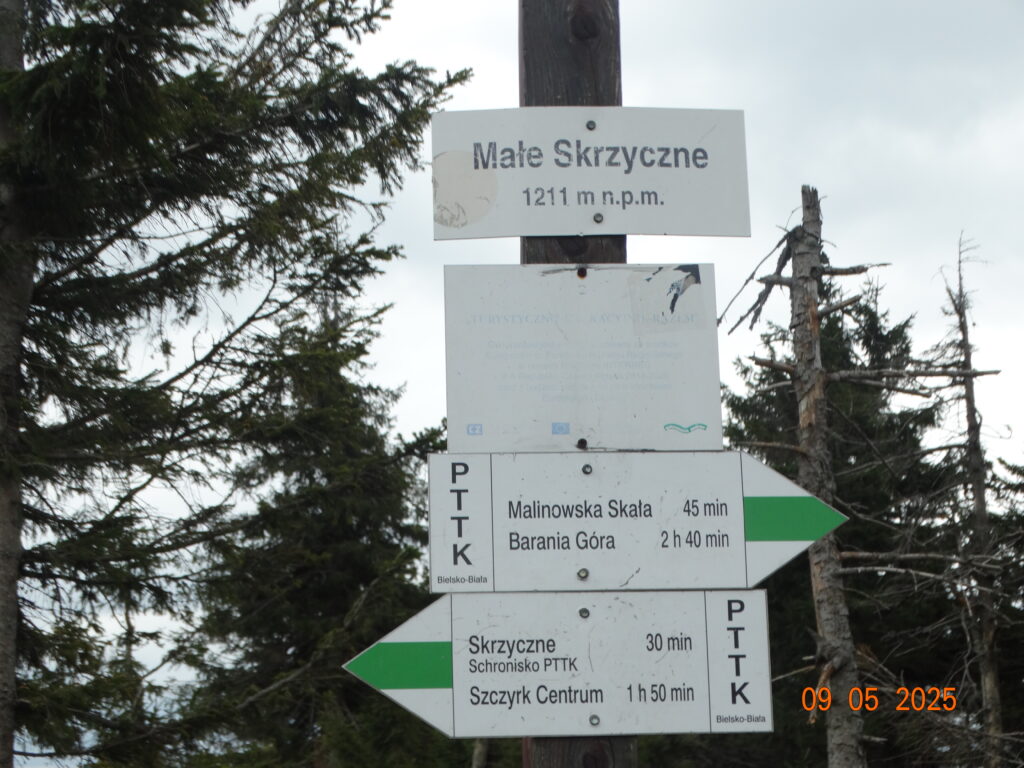 Małe Skrzyczne
1211 m n.p.m.
PTTK
Bielsko-Biała
Malinowska Skała 45 min
Barania Góra 2 h 40 min
Skrzyczne 30 min
Schronisko PTTK
Szczyrk Centrum 1 h 50 min
PTTK
Bielsko-Biała
09 05 2025